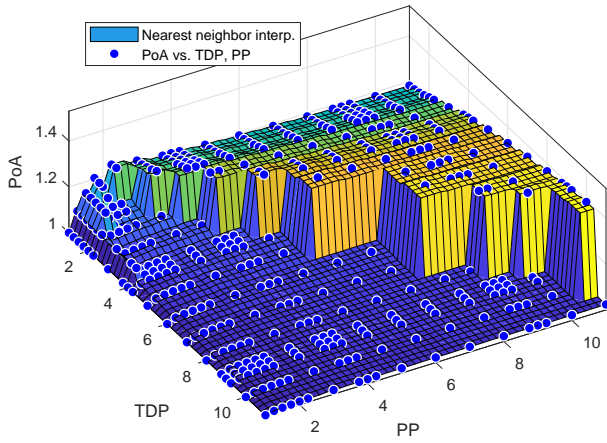 Nearest neighbor interp.
PoA vs. TDP, PP
1.4
1.2
1
PoA
2
4
6
8
10
TDP
2
4
6
8
10
PP